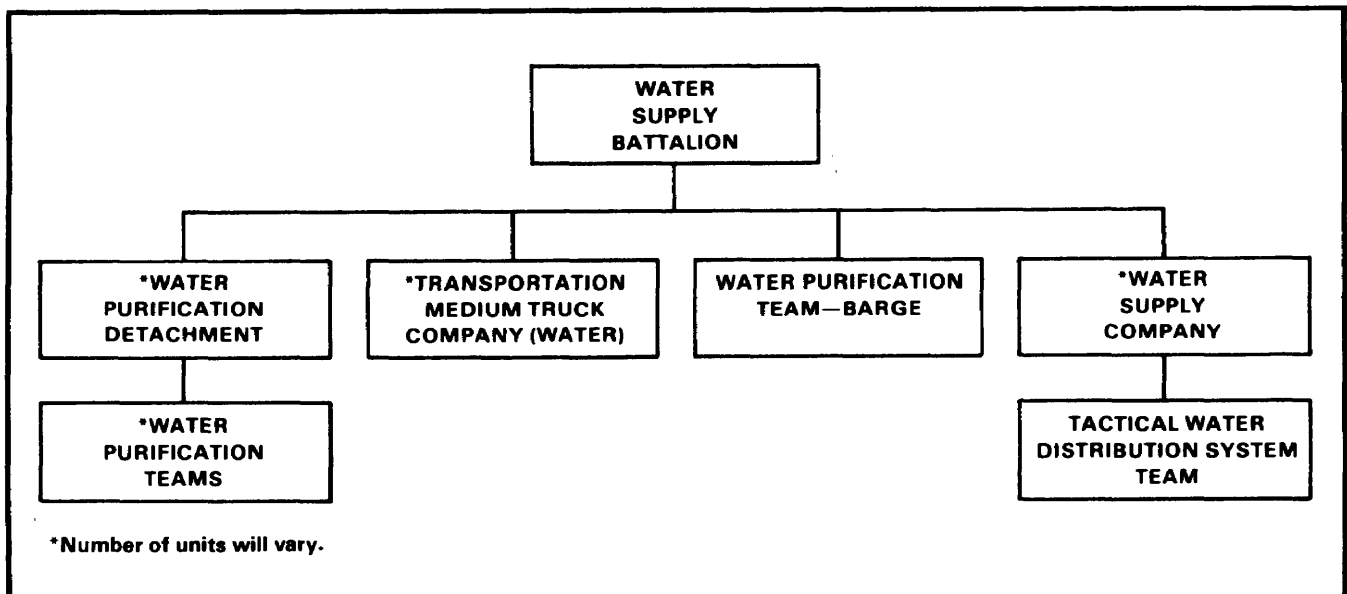 WATER
SUPPLY
BATTALION
*WATER
PURIFICATION
DETACHMENT
*TRANSPORTATION
MEDIUM TRUCK
COMPANY (WATER)
WATER PURIFICATION
TEAM—BARGE
*WATER
SUPPLY
COMPANY
*WATER
PURIFICATION
TEAMS
TACTICAL WATER
DISTRIBUTION SYSTEM
TEAM
*Number of units will vary.